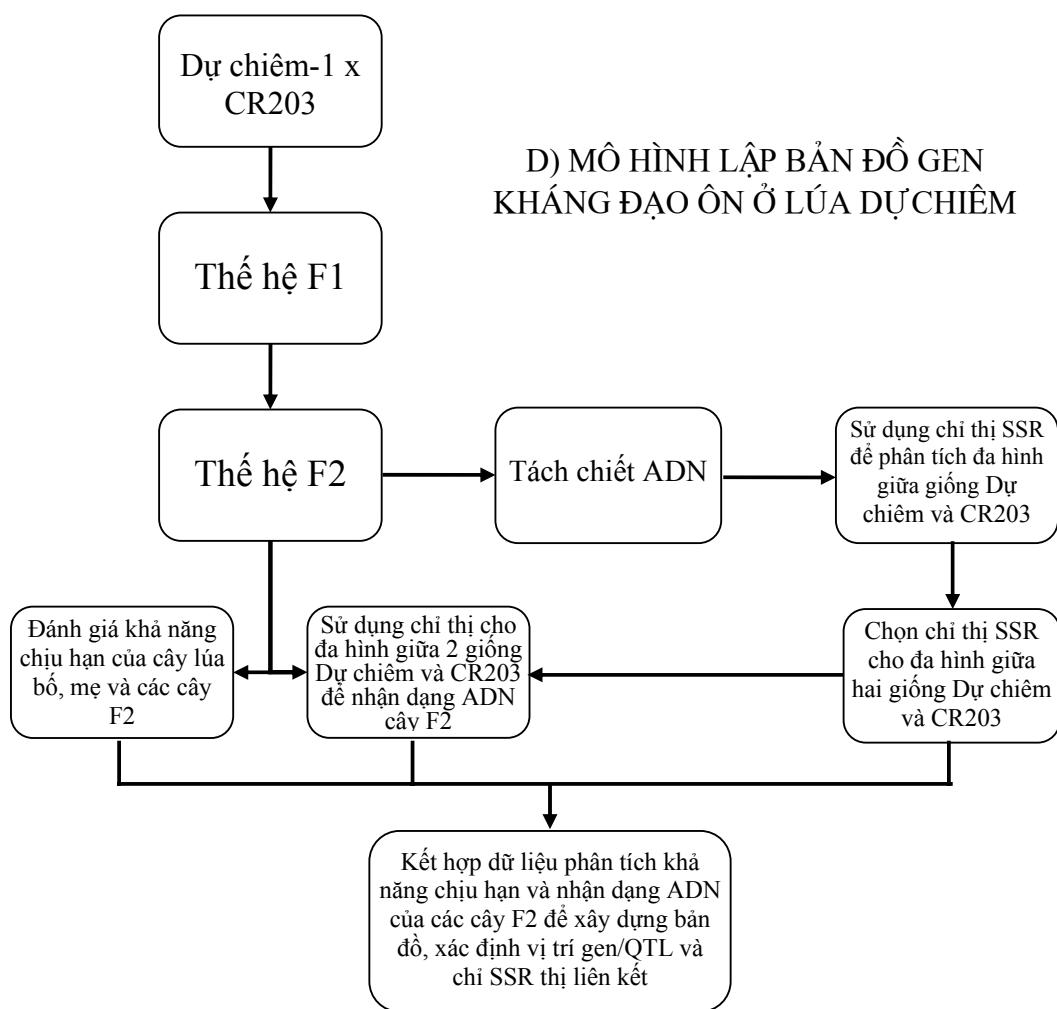 Dự chiêm-1 x
CR203
D) MÔ HÌNH LẬP BẢN ĐỒ GEN
KHÁNG ĐẠO ÔN Ở LÚA DỰ CHIÊM
Thế hệ F1
Thế hệ F2
Tách chiết ADN
Sử dụng chỉ thị SSR
để phân tích đa hình
giữa giống Dự
chiêm và CR203
Đánh giá khả năng
chịu hạn của cây lúa
bố, mẹ và các cây
F2
Sử dụng chỉ thị cho
đa hình giữa 2 giống
Dự chiêm và CR203
để nhận dạng ADN
cây F2
Chọn chỉ thị SSR
cho đa hình giữa
hai giống Dự chiêm
và CR203
Kết hợp dữ liệu phân tích khả
năng chịu hạn và nhận dạng ADN
của các cây F2 để xây dựng bản
đồ, xác định vị trí gen/QTL và
chỉ SSR thị liên kết